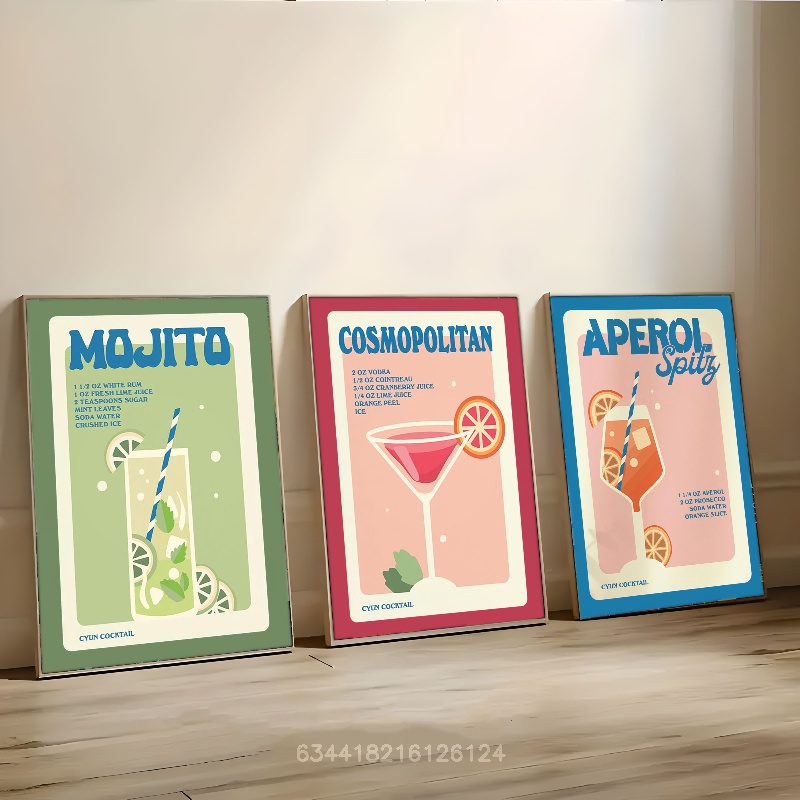 MOJITO
1 1/2 OZ WHITE RUM
1 OZ FRESH LIME JUICE
2 TEASPOONS SUGAR
MINT LEAVES
SODA WATER
CRUSHED ICE
CYUN COCKTAIL
COSMOPOLITAN
2 OZ VODKA
1/2 OZ COINTREAU
3/4 OZ CRANBERRY JUICE
1/4 OZ LIME JUICE
ORANGE PEEL
ICE
CYUN COCKTAIL
APEROL
Spitz
1 1/4 OZ APEROL
2 OZ PROSECCO
SODA WATER
ORANGE SLICE
CYUN COCKTAIL
634418216126124